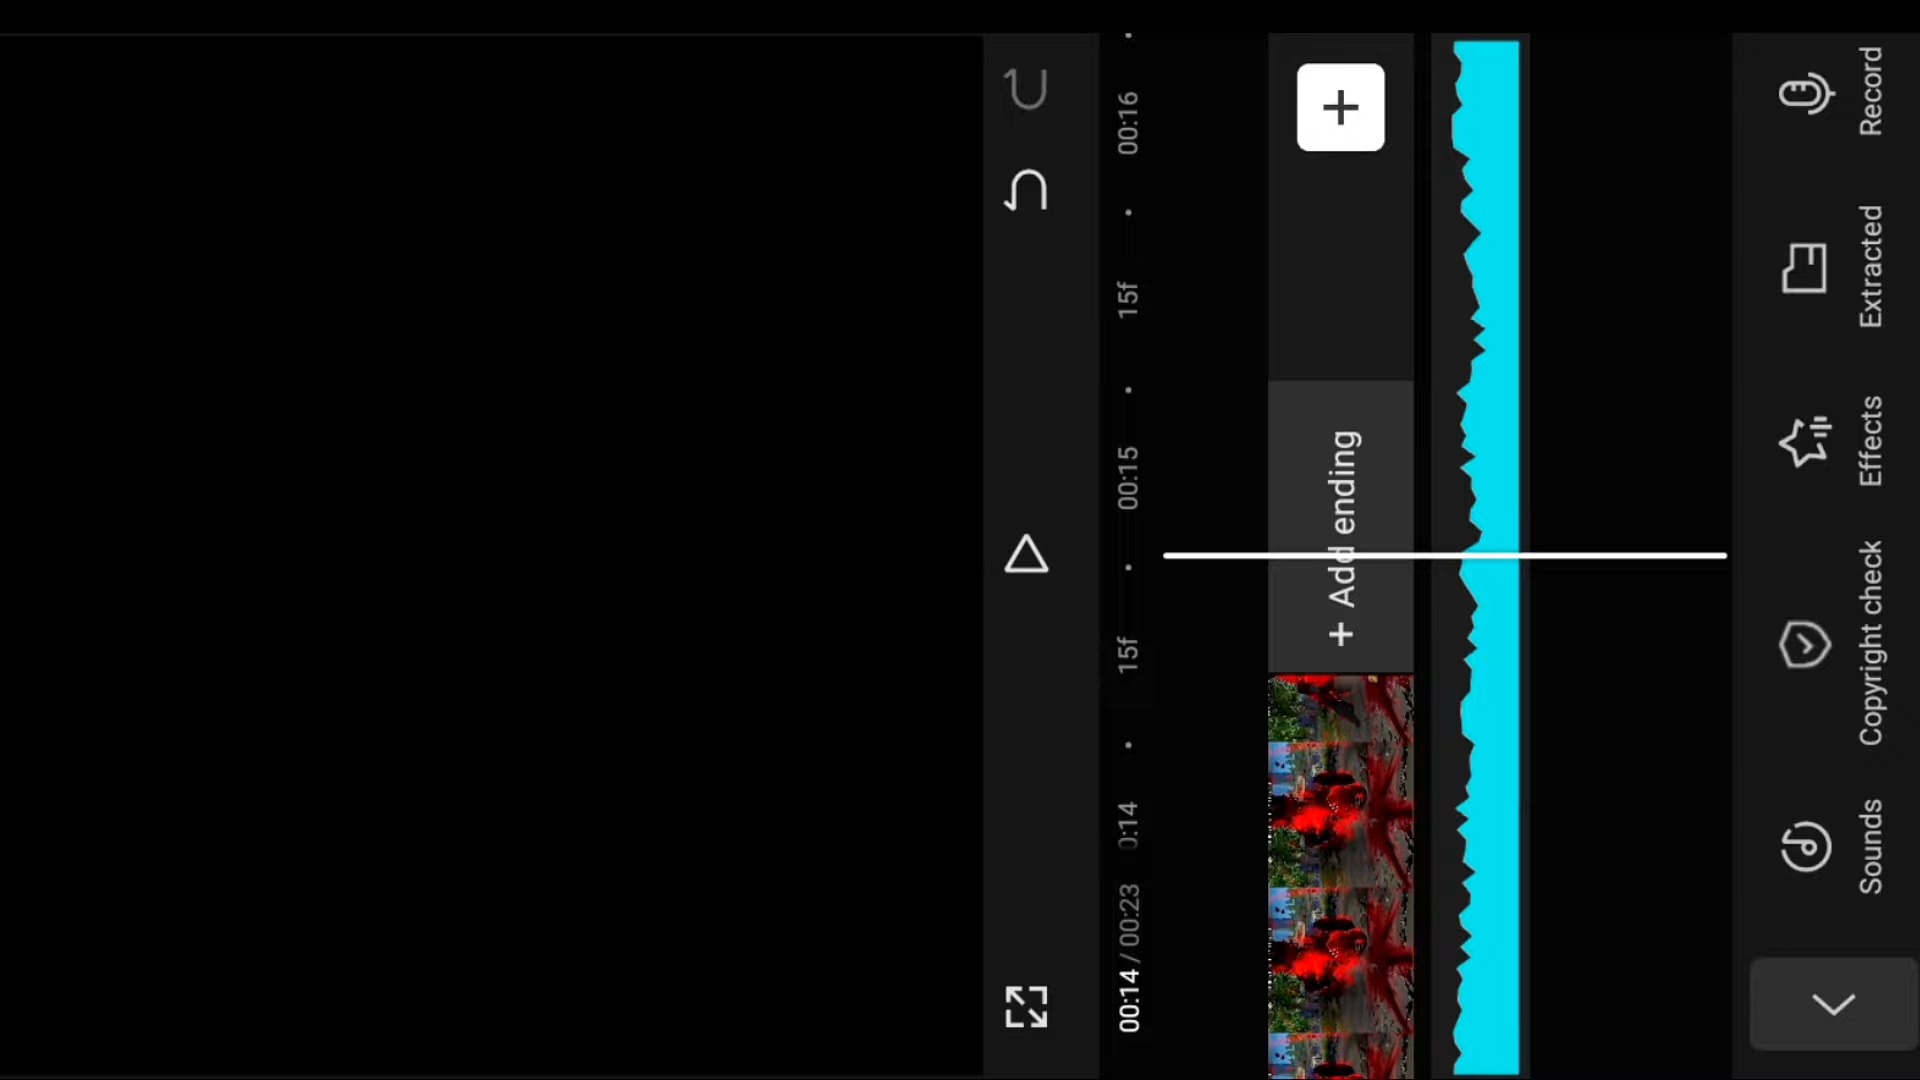 00:14 / 00:23
0:14
15f
00:15
15f
00:16
+ Add ending
+
Sounds
Copyright check
Effects
Extracted
Record